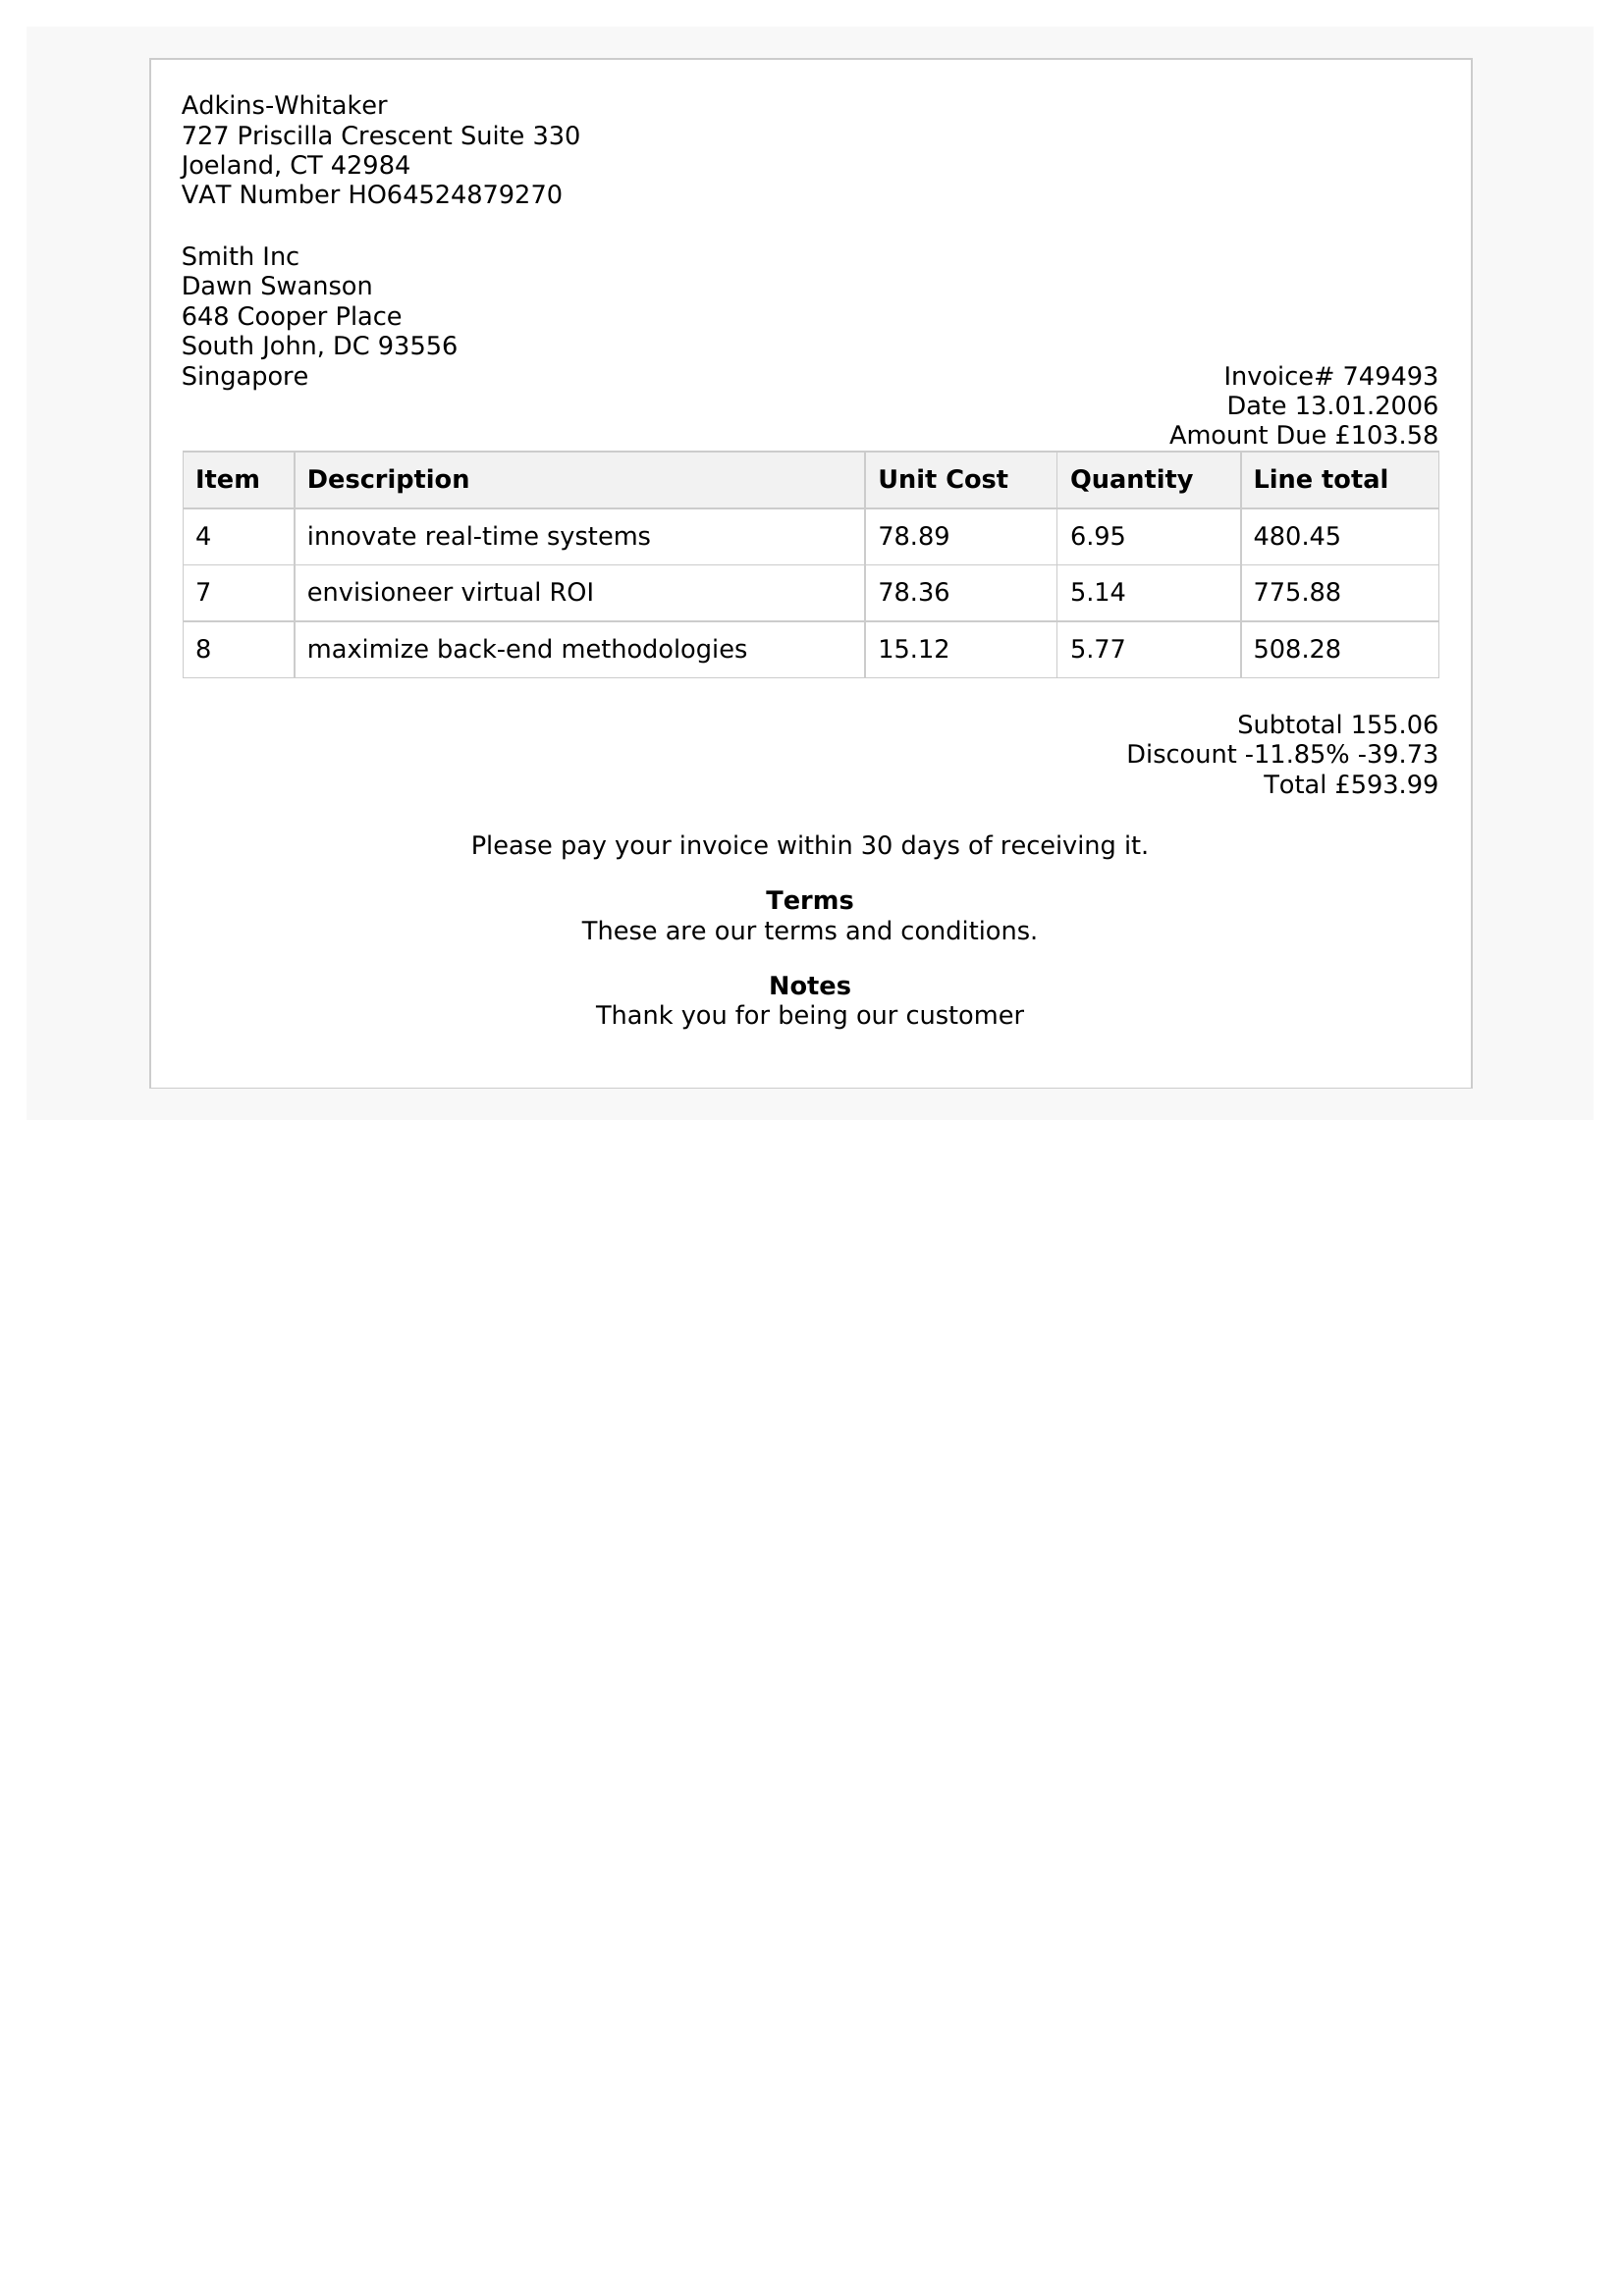 Adkins-Whitaker
727 Priscilla Crescent Suite 330
Joeland, CT 42984
VAT Number HO64524879270
Smith Inc
Dawn Swanson
648 Cooper Place
South John, DC 93556
Singapore
Invoice# 749493
Date 13.01.2006
Amount Due £103.58
Item Description Unit Cost Quantity Line total
4 innovate real-time systems 78.89 6.95 480.45
7 envisioneer virtual ROI 78.36 5.14 775.88
8 maximize back-end methodologies 15.12 5.77 508.28
Subtotal 155.06
Discount -11.85% -39.73
Total £593.99
Please pay your invoice within 30 days of receiving it.
Terms
These are our terms and conditions.
Notes
Thank you for being our customer